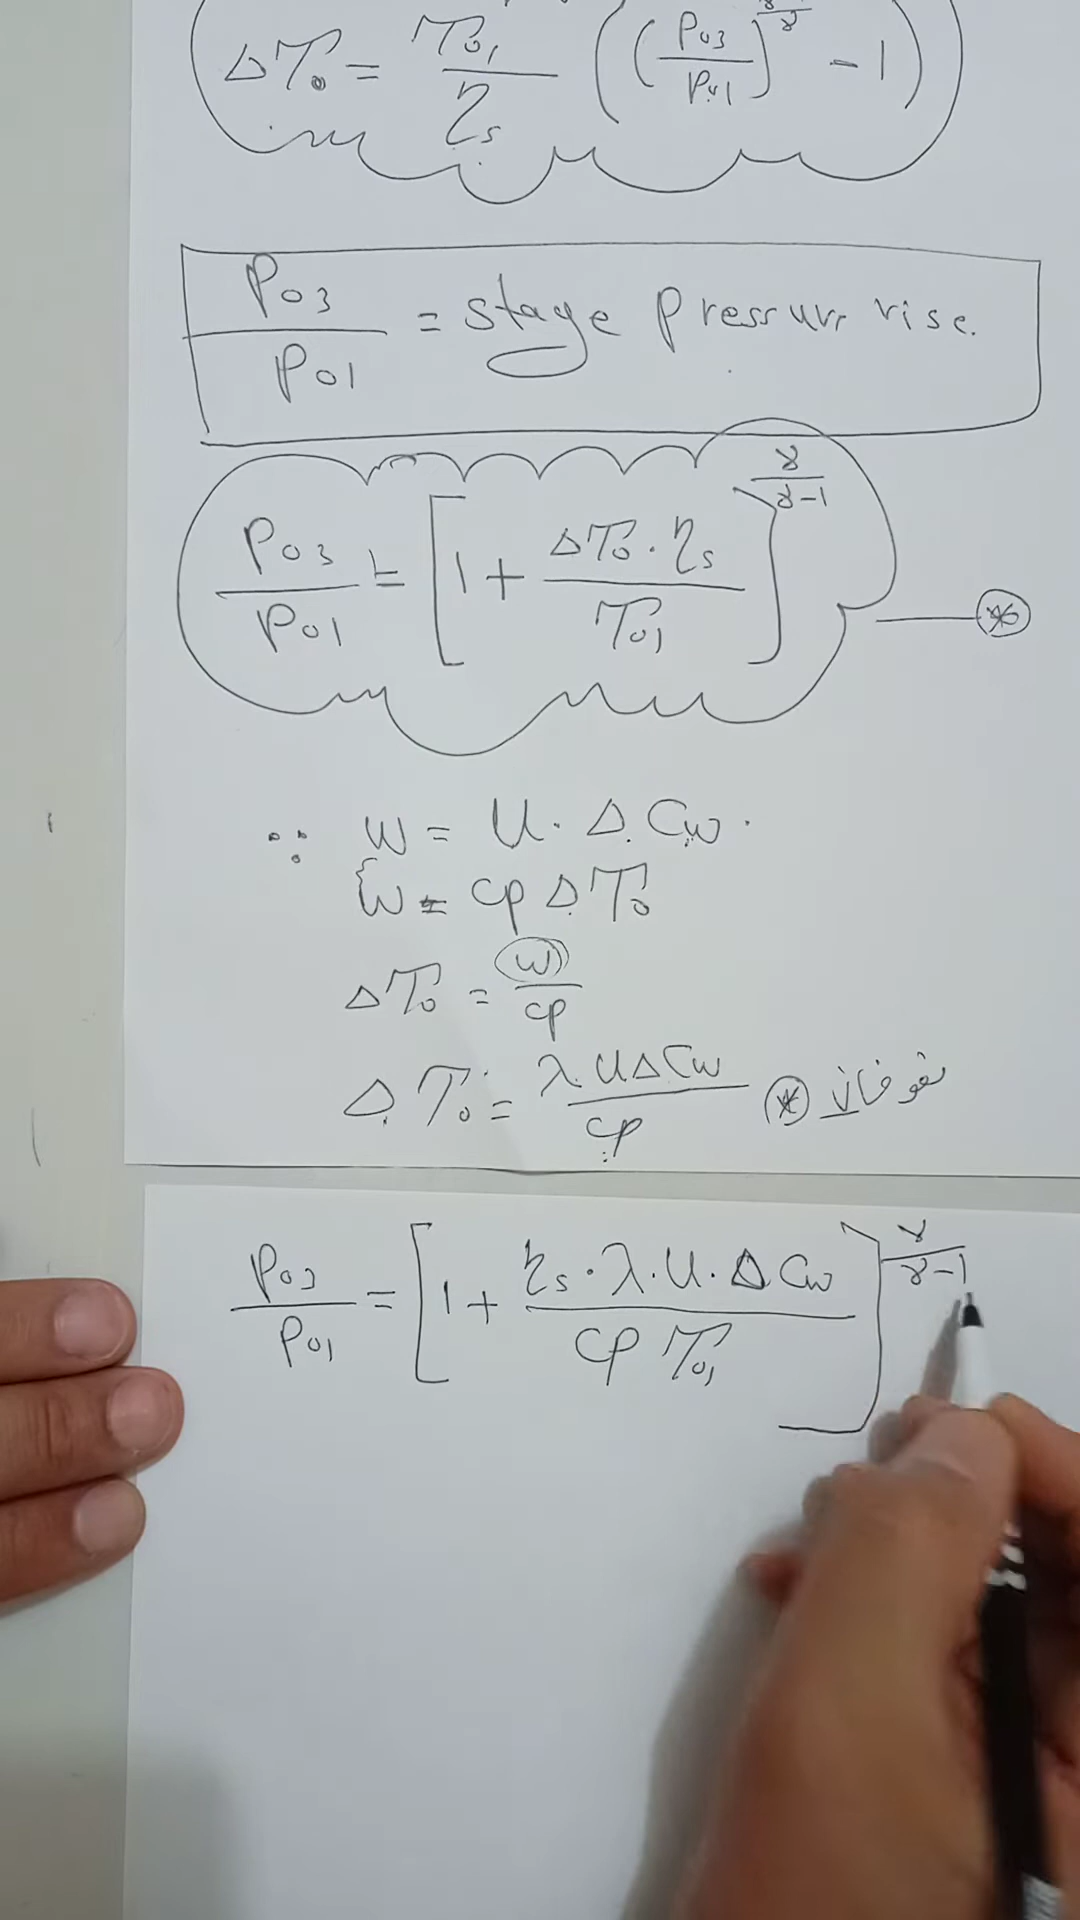 ΔT₀ = T₀₁/ηs ((P₀₃/P₀₁)^(γ-1/γ) - 1)
P₀₃/P₀₁ = stage Pressure rise.
P₀₃/P₀₁ = [1 + ΔT₀ · ηs / T₀₁]^(γ/γ-1) — *
∵ W = U · ΔCw ·
W = Cp ΔT₀
ΔT₀ = W/Cp
ΔT₀ = λ U ΔCw / Cp * نعوض في
P₀₃/P₀₁ = [1 + ηs · λ · U · ΔCw / Cp T₀₁]^(γ/γ-1)